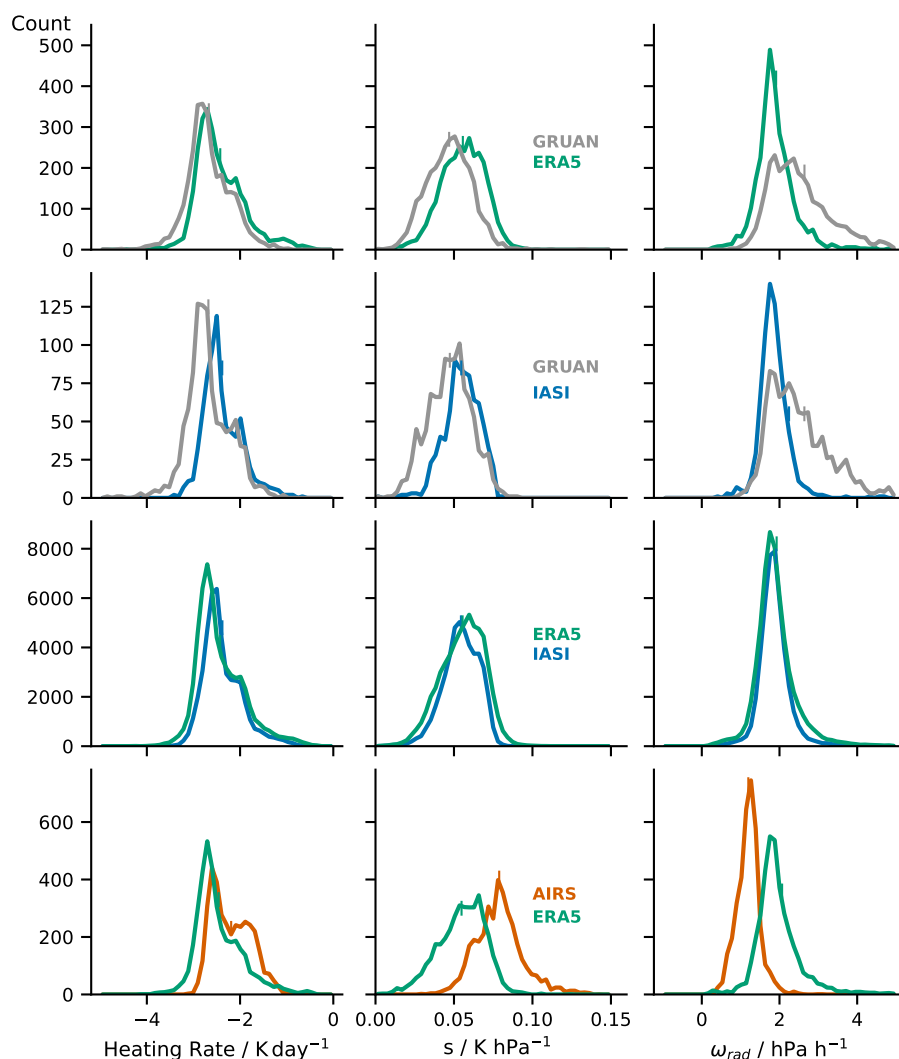 Count
500
400
300
200
100
0
GRUAN
ERA5
125
100
75
50
25
0
GRUAN
IASI
8000
6000
4000
2000
0
ERA5
IASI
600
400
200
0
AIRS
ERA5
−4 −2 0 0.00 0.05 0.10 0.15 0 2 4
Heating Rate / K day⁻¹ s / K hPa⁻¹ ω_rad / hPa h⁻¹